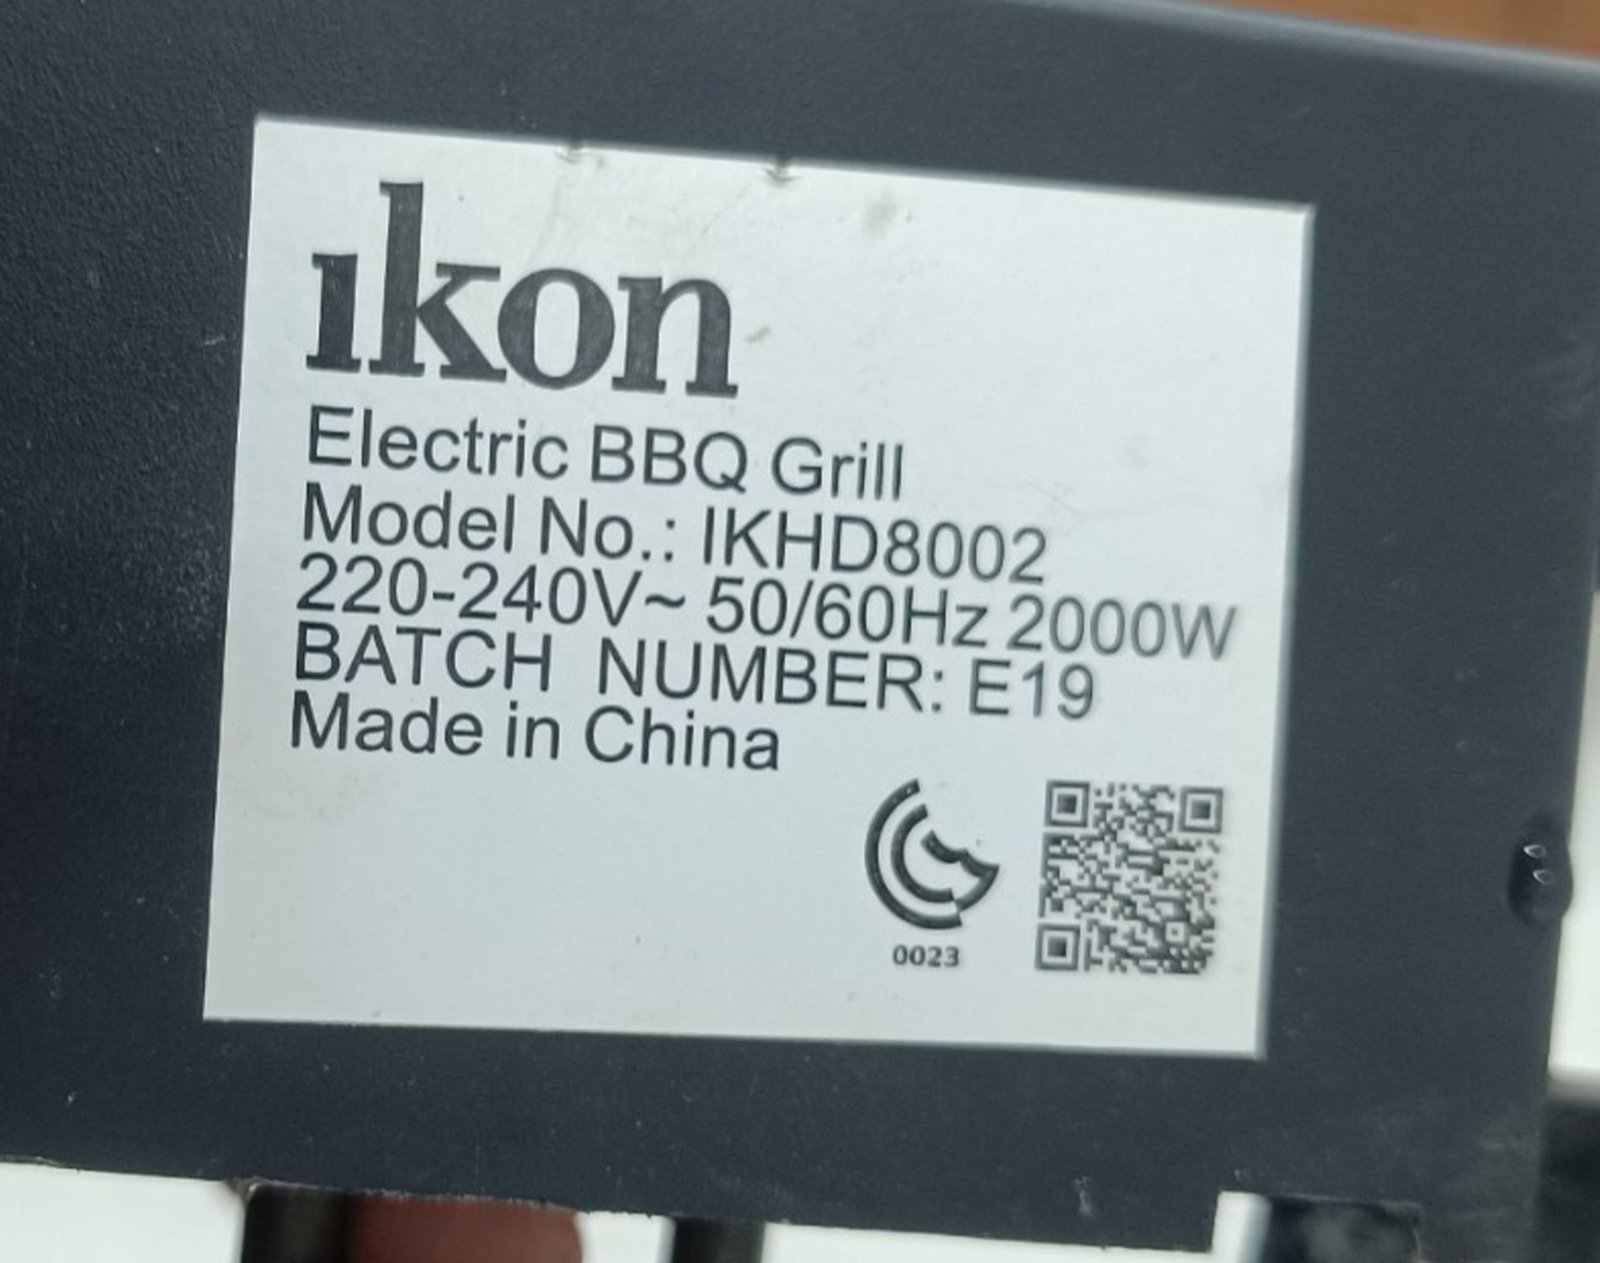 ikon
Electric BBQ Grill
Model No.: IKHD8002
220-240V~ 50/60Hz 2000W
BATCH NUMBER: E19
Made in China
0023